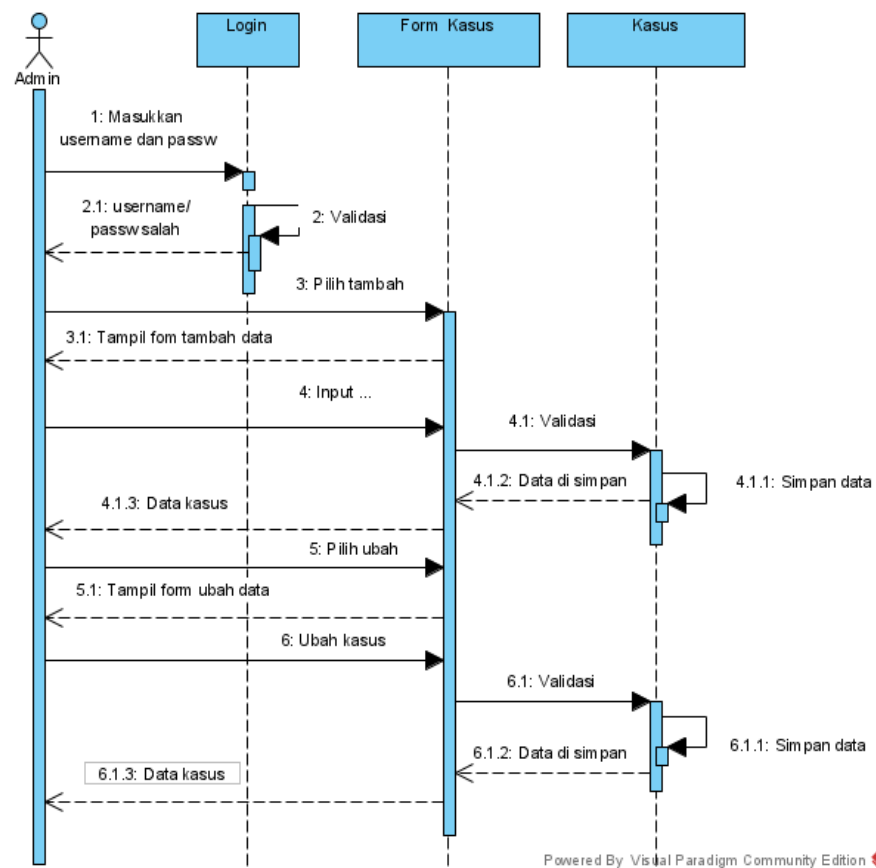 Login
Form Kasus
Kasus
Admin
1: Masukkan
username dan passw
2.1: username/
passw salah
2: Validasi
3: Pilih tambah
3.1: Tampil fom tambah data
4: Input ...
4.1: Validasi
4.1.2: Data di simpan
4.1.1: Simpan data
4.1.3: Data kasus
5: Pilih ubah
5.1: Tampil form ubah data
6: Ubah kasus
6.1: Validasi
6.1.2: Data di simpan
6.1.1: Simpan data
6.1.3: Data kasus
Powered By Visual Paradigm Community Edition